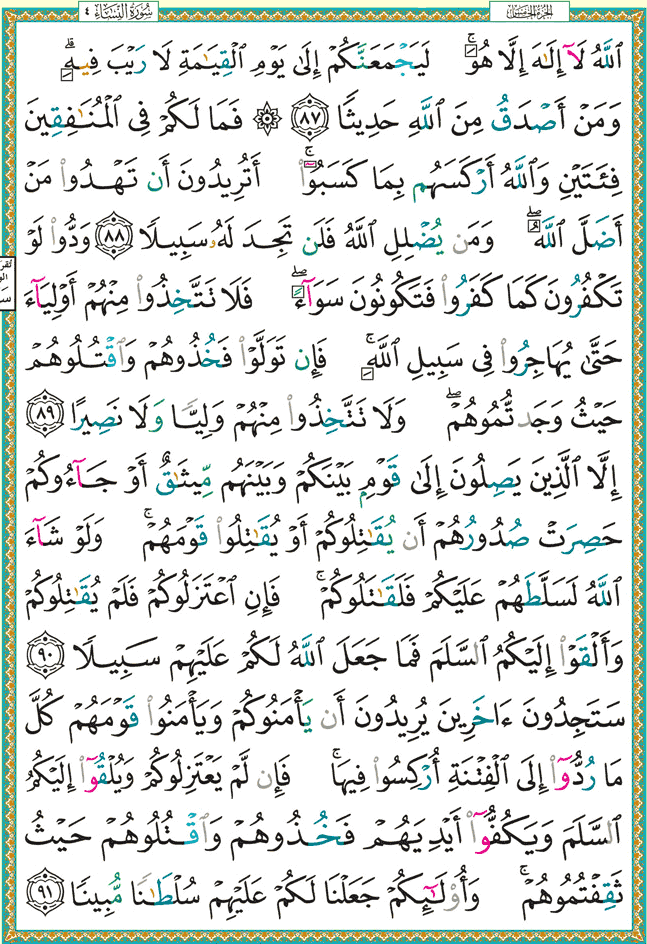 سُورَةُ النِّسَاءِ ٤
الجزء الخامس
ٱللَّهُ لَآ إِلَٰهَ إِلَّا هُوَۚ لَيَجۡمَعَنَّكُمۡ إِلَىٰ يَوۡمِ ٱلۡقِيَٰمَةِ لَا رَيۡبَ فِيهِۗ
وَمَنۡ أَصۡدَقُ مِنَ ٱللَّهِ حَدِيثٗا ٨٧ ۞ فَمَا لَكُمۡ فِي ٱلۡمُنَٰفِقِينَ
فِئَتَيۡنِ وَٱللَّهُ أَرۡكَسَهُم بِمَا كَسَبُوٓاْۚ أَتُرِيدُونَ أَن تَهۡدُواْ مَنۡ
أَضَلَّ ٱللَّهُۖ وَمَن يُضۡلِلِ ٱللَّهُ فَلَن تَجِدَ لَهُۥ سَبِيلٗا ٨٨ وَدُّواْ لَوۡ
تَكۡفُرُونَ كَمَا كَفَرُواْ فَتَكُونُونَ سَوَآءٗۖ فَلَا تَتَّخِذُواْ مِنۡهُمۡ أَوۡلِيَآءَ
حَتَّىٰ يُهَاجِرُواْ فِي سَبِيلِ ٱللَّهِۚ فَإِن تَوَلَّوۡاْ فَخُذُوهُمۡ وَٱقۡتُلُوهُمۡ
حَيۡثُ وَجَدتُّمُوهُمۡۖ وَلَا تَتَّخِذُواْ مِنۡهُمۡ وَلِيّٗا وَلَا نَصِيرًا ٨٩
إِلَّا ٱلَّذِينَ يَصِلُونَ إِلَىٰ قَوۡمِۭ بَيۡنَكُمۡ وَبَيۡنَهُم مِّيثَٰقٌ أَوۡ جَآءُوكُمۡ
حَصِرَتۡ صُدُورُهُمۡ أَن يُقَٰتِلُوكُمۡ أَوۡ يُقَٰتِلُواْ قَوۡمَهُمۡۚ وَلَوۡ شَآءَ
ٱللَّهُ لَسَلَّطَهُمۡ عَلَيۡكُمۡ فَلَقَٰتَلُوكُمۡۚ فَإِنِ ٱعۡتَزَلُوكُمۡ فَلَمۡ يُقَٰتِلُوكُمۡ
وَأَلۡقَوۡاْ إِلَيۡكُمُ ٱلسَّلَمَ فَمَا جَعَلَ ٱللَّهُ لَكُمۡ عَلَيۡهِمۡ سَبِيلٗا ٩٠
سَتَجِدُونَ ءَاخَرِينَ يُرِيدُونَ أَن يَأۡمَنُوكُمۡ وَيَأۡمَنُواْ قَوۡمَهُمۡ كُلَّ
مَا رُدُّوٓاْ إِلَى ٱلۡفِتۡنَةِ أُرۡكِسُواْ فِيهَاۚ فَإِن لَّمۡ يَعۡتَزِلُوكُمۡ وَيُلۡقُوٓاْ إِلَيۡكُمُ
ٱلسَّلَمَ وَيَكُفُّوٓاْ أَيۡدِيَهُمۡ فَخُذُوهُمۡ وَٱقۡتُلُوهُمۡ حَيۡثُ
ثَقِفۡتُمُوهُمۡۚ وَأُوْلَٰٓئِكُمۡ جَعَلۡنَا لَكُمۡ عَلَيۡهِمۡ سُلۡطَٰنٗا مُّبِينٗا ٩١